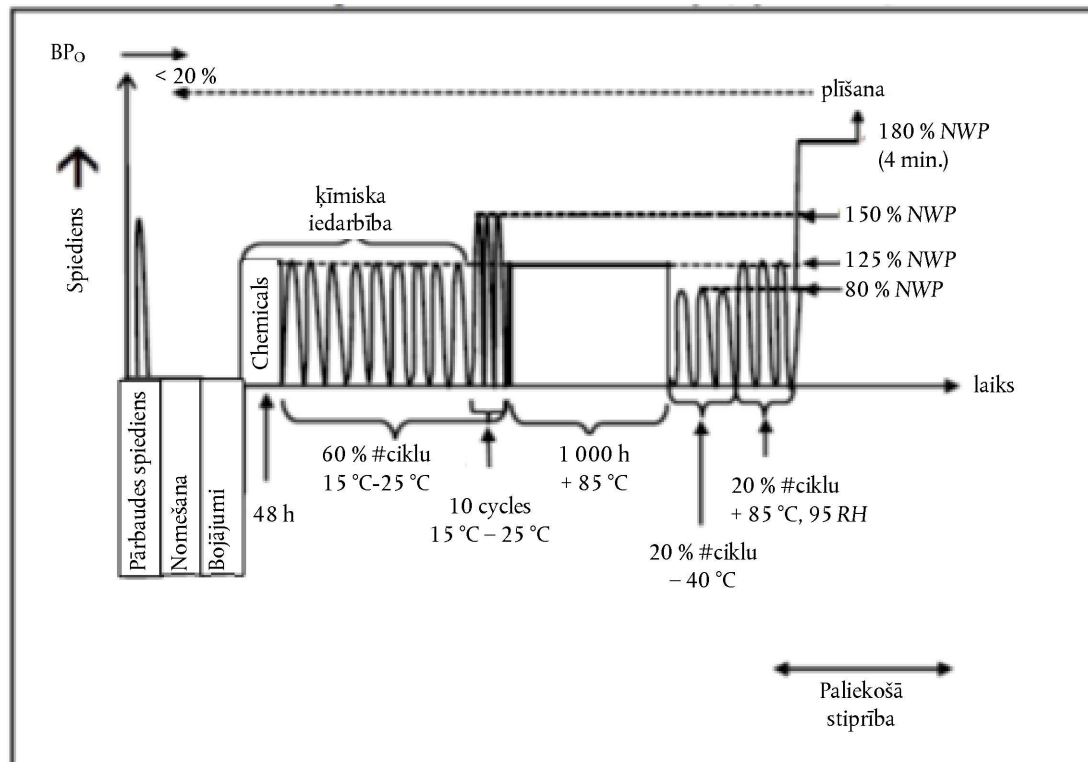 BPO
< 20 %
plīšana
180 % NWP
(4 min.)
Spiediens
ķīmiska
iedarbība
150 % NWP
125 % NWP
80 % NWP
Chemicals
laiks
Pārbaudes spiediens
Nomešana
Bojājumi
48 h
60 % #ciklu
15 °C-25 °C
10 cycles
15 °C – 25 °C
1 000 h
+ 85 °C
20 % #ciklu
+ 85 °C, 95 RH
20 % #ciklu
– 40 °C
Paliekošā
stiprība